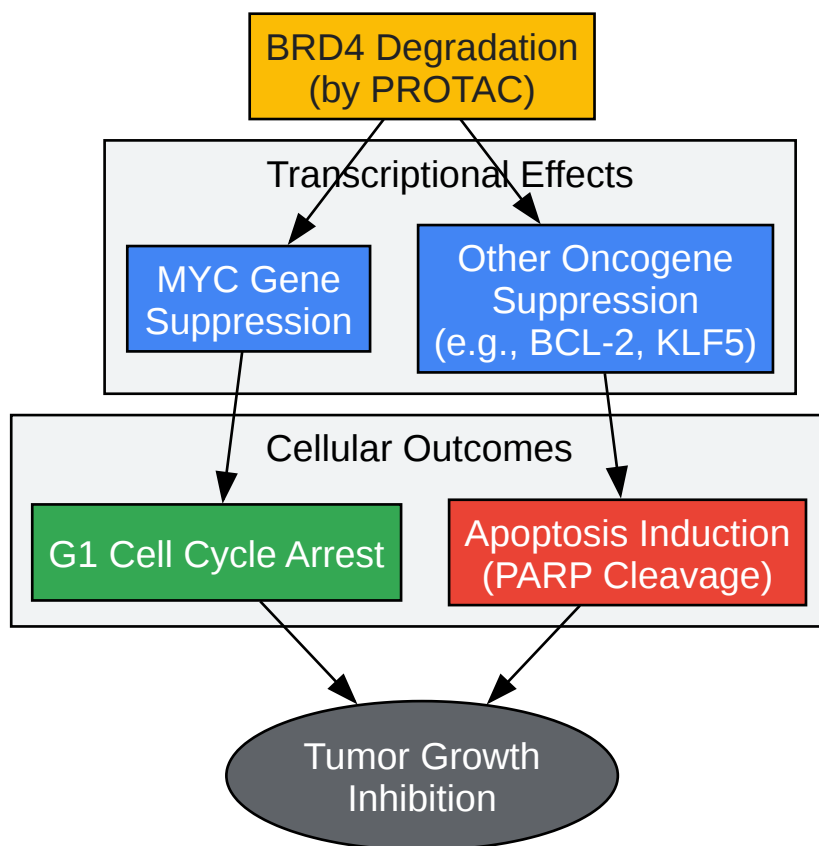 BRD4 Degradation
(by PROTAC)
Transcriptional Effects
MYC Gene
Suppression
Other Oncogene
Suppression
(e.g., BCL-2, KLF5)
Cellular Outcomes
G1 Cell Cycle Arrest
Apoptosis Induction
(PARP Cleavage)
Tumor Growth
Inhibition